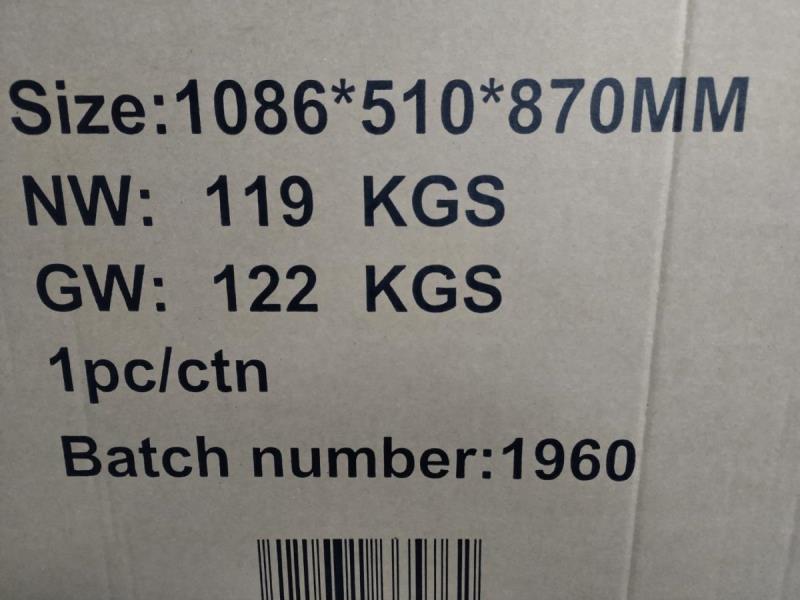 Size:1086*510*870MM
NW: 119 KGS
GW: 122 KGS
1pc/ctn
Batch number:1960